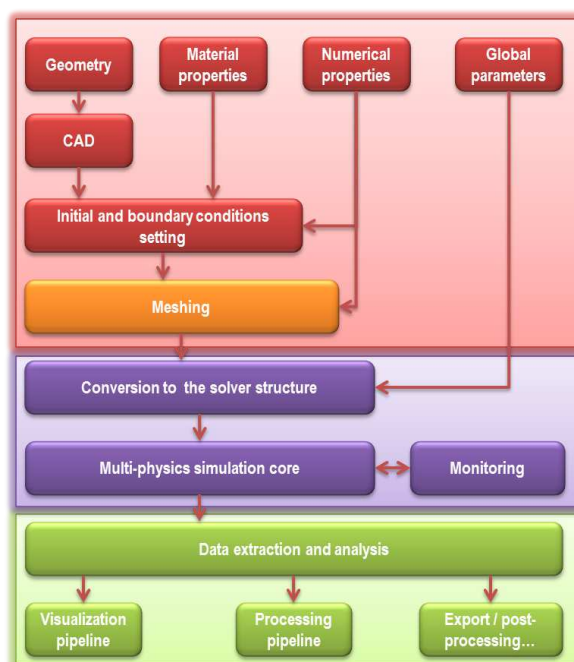 Geometry
Material
properties
Numerical
properties
Global
parameters
CAD
Initial and boundary conditions
setting
Meshing
Conversion to the solver structure
Multi-physics simulation core
Monitoring
Data extraction and analysis
Visualization
pipeline
Processing
pipeline
Export / post-
processing…